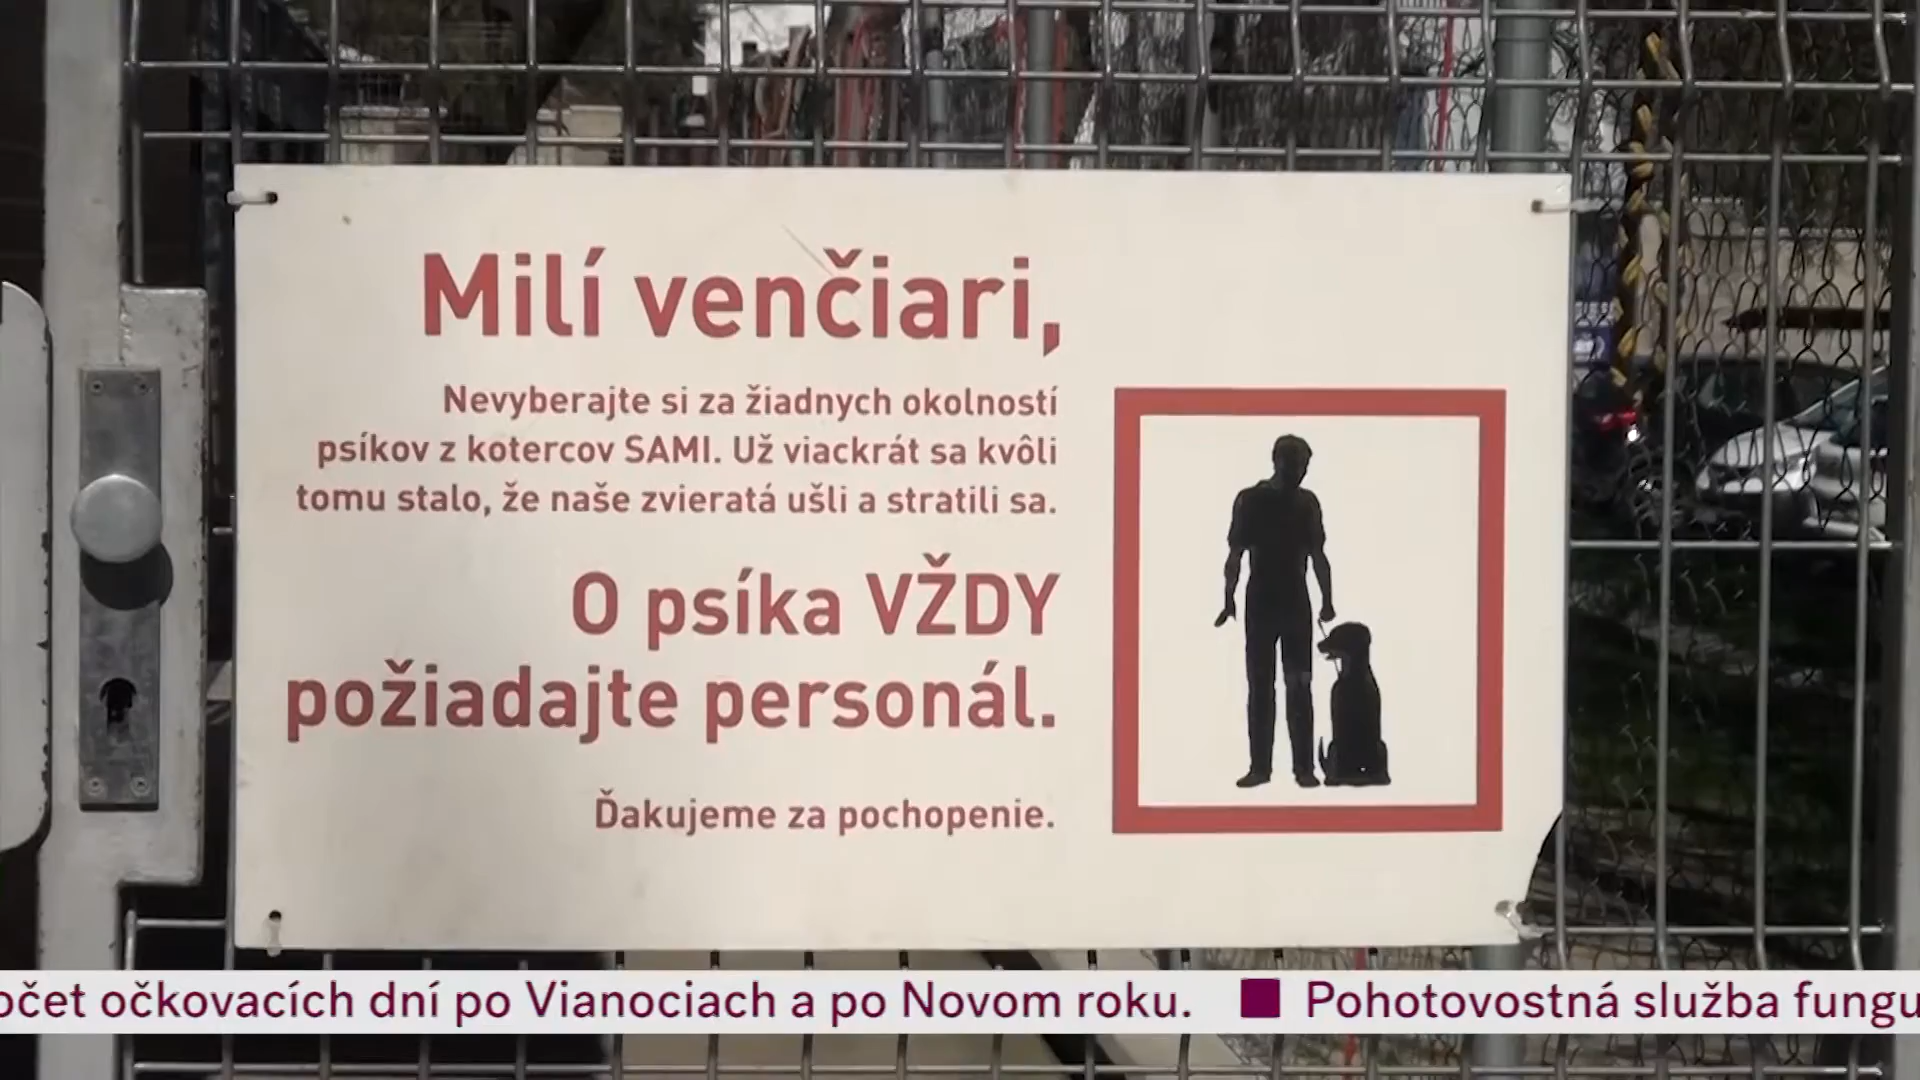 Milí venčiari,
Nevyberajte si za žiadnych okolností
psíkov z kotercov SAMI. Už viackrát sa kvôli
tomu stalo, že naše zvieratá ušli a stratili sa.
O psíka VŽDY
požiadajte personál.
Ďakujeme za pochopenie.
očkovacích dní po Vianociach a po Novom roku. Pohotovostná služba